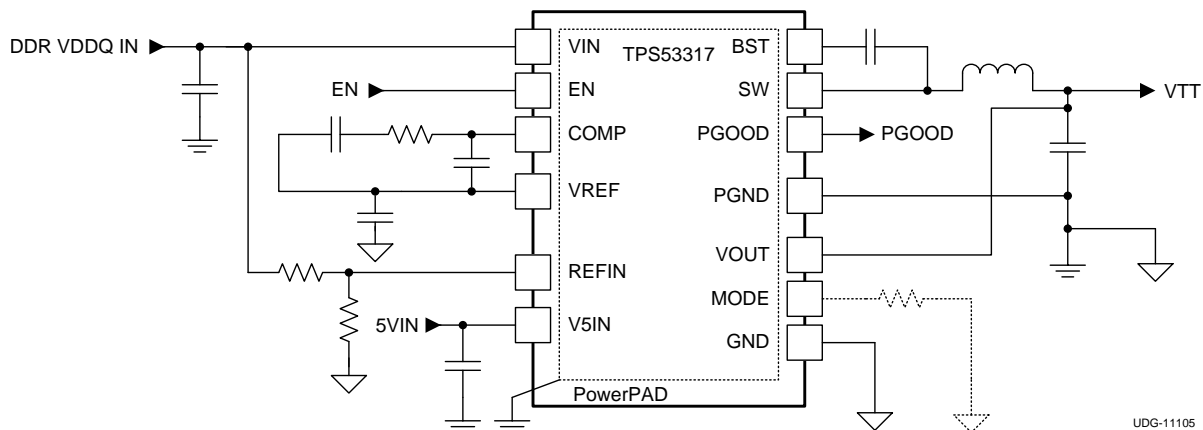 DDR VDDQ IN
VIN
TPS53317
BST
EN
EN
SW
VTT
COMP
PGOOD
PGOOD
VREF
PGND
REFIN
VOUT
5VIN
V5IN
MODE
GND
PowerPAD
UDG-11105